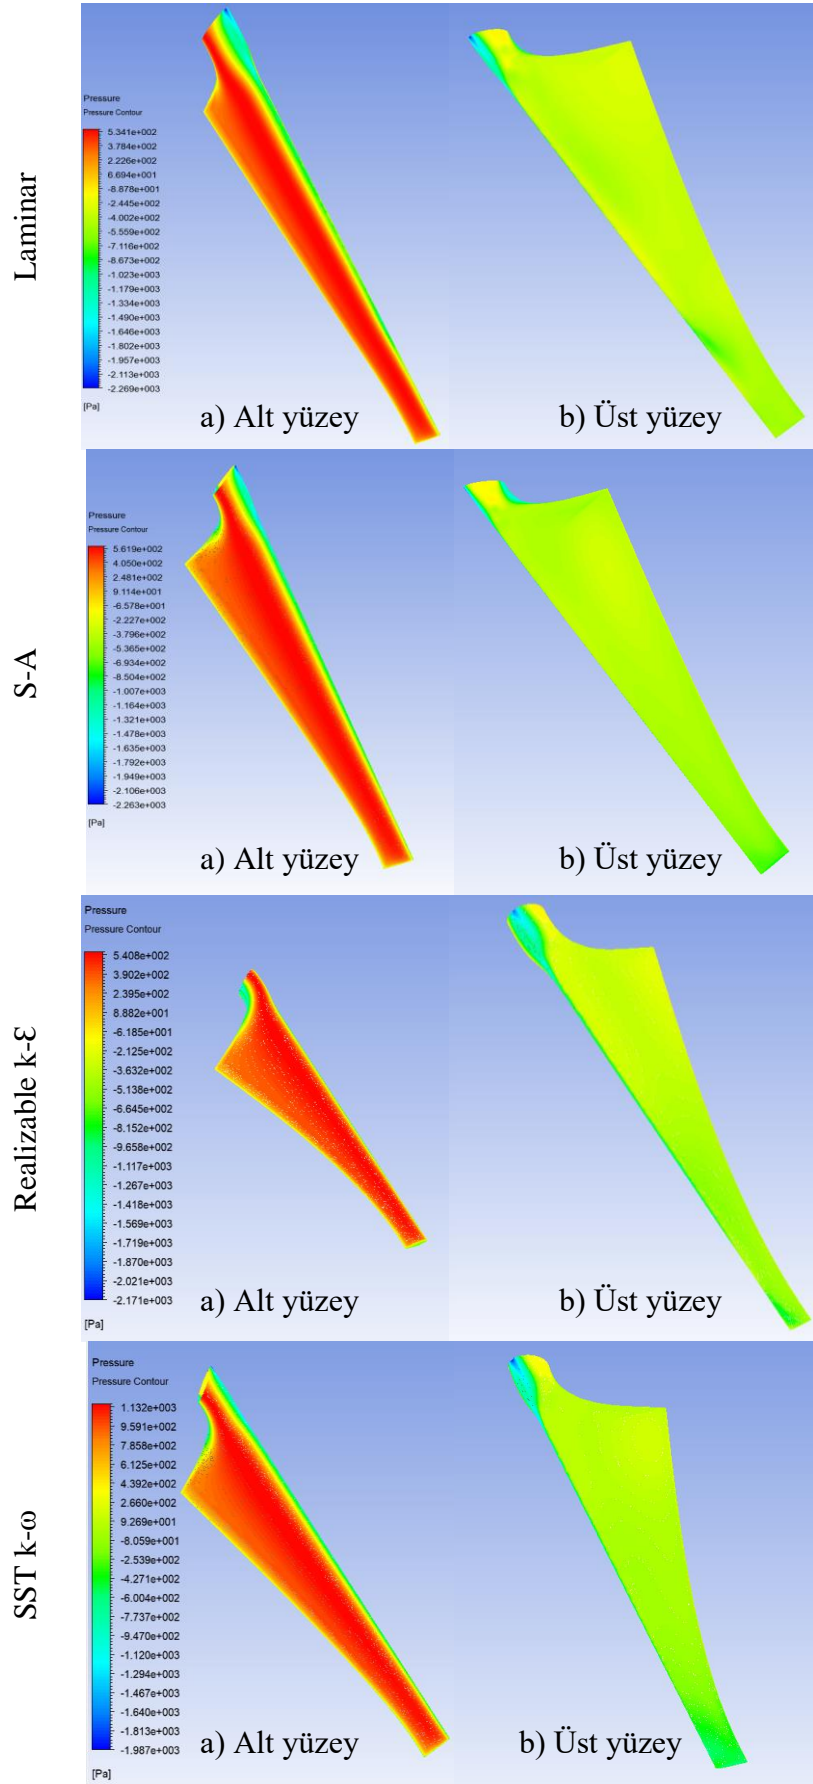 Laminar
Pressure
Pressure Contour
5.341e+002
3.784e+002
2.226e+002
6.694e+001
-8.878e+001
-2.445e+002
-4.002e+002
-5.559e+002
-7.116e+002
-8.673e+002
-1.023e+003
-1.179e+003
-1.334e+003
-1.490e+003
-1.646e+003
-1.802e+003
-1.957e+003
-2.113e+003
-2.269e+003
[Pa]
a) Alt yüzey
b) Üst yüzey
S-A
Pressure
Pressure Contour
5.619e+002
4.050e+002
2.481e+002
9.114e+001
-6.578e+001
-2.227e+002
-3.796e+002
-5.365e+002
-6.934e+002
-8.504e+002
-1.007e+003
-1.164e+003
-1.321e+003
-1.478e+003
-1.635e+003
-1.792e+003
-1.949e+003
-2.106e+003
-2.263e+003
[Pa]
a) Alt yüzey
b) Üst yüzey
Realizable k-Ɛ
Pressure
Pressure Contour
5.408e+002
3.902e+002
2.395e+002
8.882e+001
-6.185e+001
-2.125e+002
-3.632e+002
-5.138e+002
-6.645e+002
-8.152e+002
-9.658e+002
-1.117e+003
-1.267e+003
-1.418e+003
-1.569e+003
-1.719e+003
-1.870e+003
-2.021e+003
-2.171e+003
[Pa]
a) Alt yüzey
b) Üst yüzey
SST k-ω
Pressure
Pressure Contour
1.132e+003
9.591e+002
7.858e+002
6.125e+002
4.392e+002
2.660e+002
9.269e+001
-8.059e+001
-2.539e+002
-4.271e+002
-6.004e+002
-7.737e+002
-9.470e+002
-1.120e+003
-1.294e+003
-1.467e+003
-1.640e+003
-1.813e+003
-1.987e+003
[Pa]
a) Alt yüzey
b) Üst yüzey